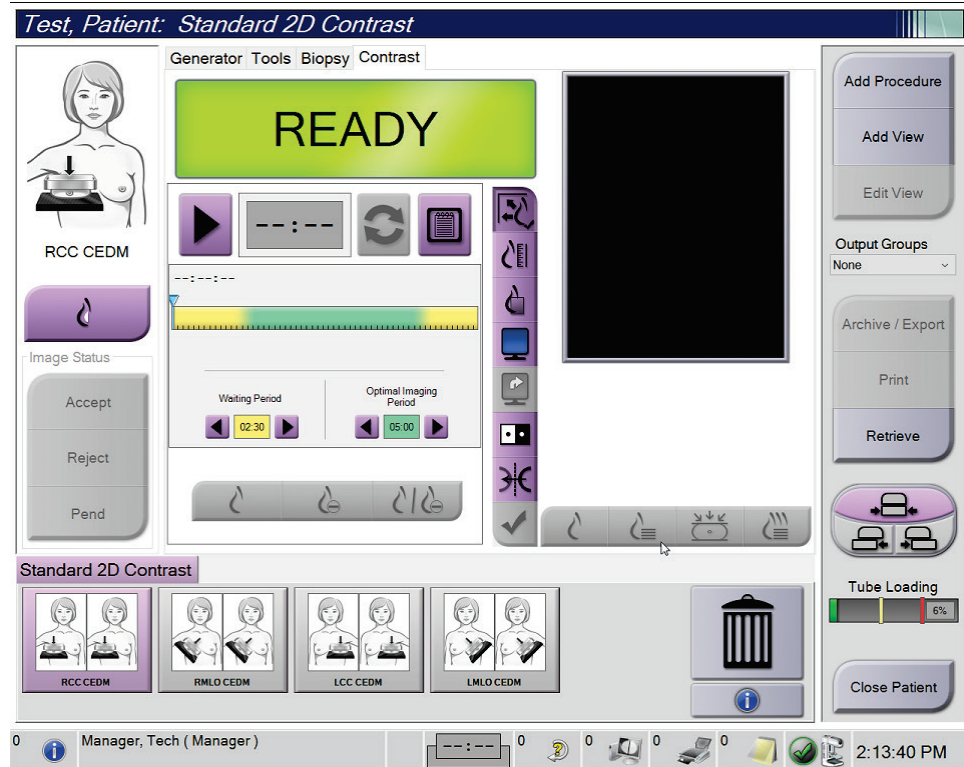 Test, Patient:  Standard 2D Contrast
Generator Tools Biopsy Contrast
READY
--:--
--:--:--
Waiting Period
02:30
Optimal Imaging
Period
05:00
RCC CEDM
Image Status
Accept
Reject
Pend
Add Procedure
Add View
Edit View
Output Groups
None
Archive / Export
Print
Retrieve
Tube Loading
6%
Close Patient
Standard 2D Contrast
RCC CEDM
RMLO CEDM
LCC CEDM
LMLO CEDM
0
Manager, Tech ( Manager )
--:--
0
0
0
0
2:13:40 PM